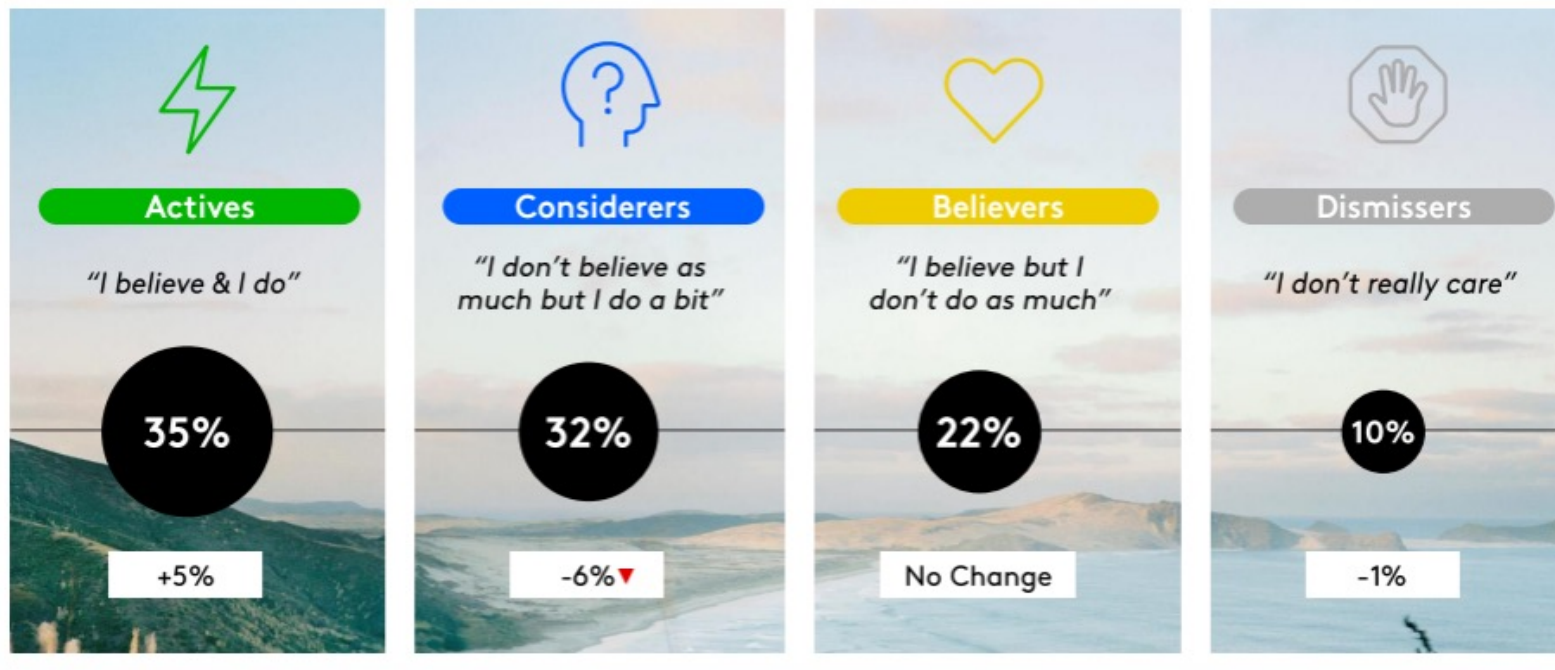 ?
Actives
Considerers
Believers
Dismissers
“I believe & I do”
“I don’t believe as
much but I do a bit”
“I believe but I
don’t do as much”
“I don’t really care”
35%
32%
22%
10%
+5%
-6%▼
No Change
-1%